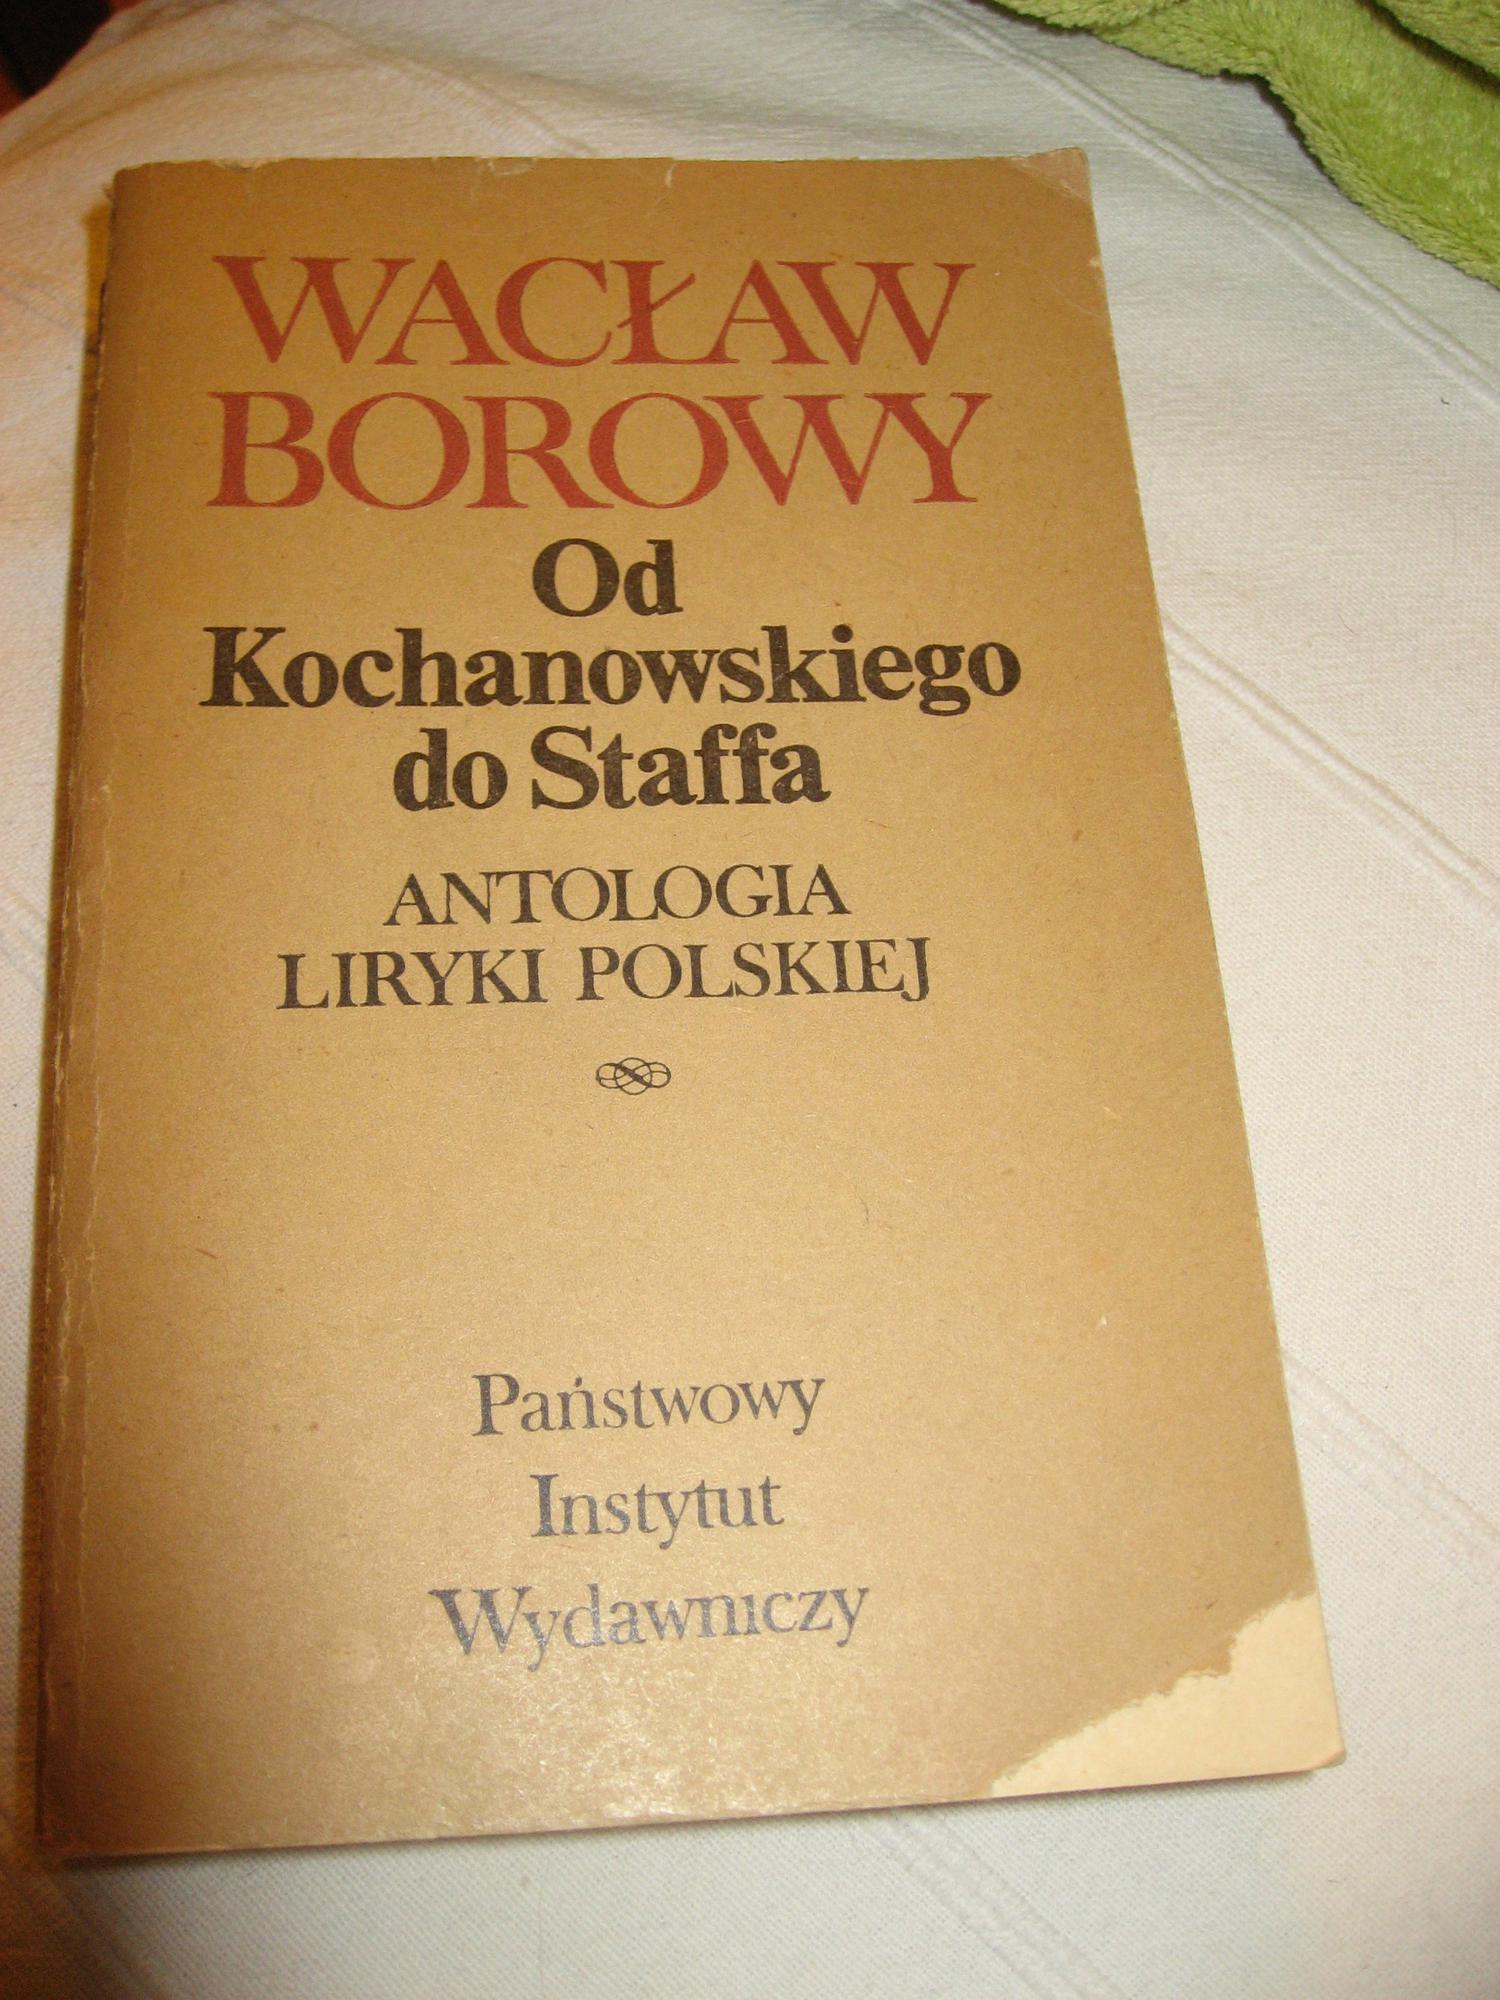 WACŁAW
BOROWY
Od
Kochanowskiego
do Staffa
ANTOLOGIA
LIRYKI POLSKIEJ
Państwowy
Instytut
Wydawniczy